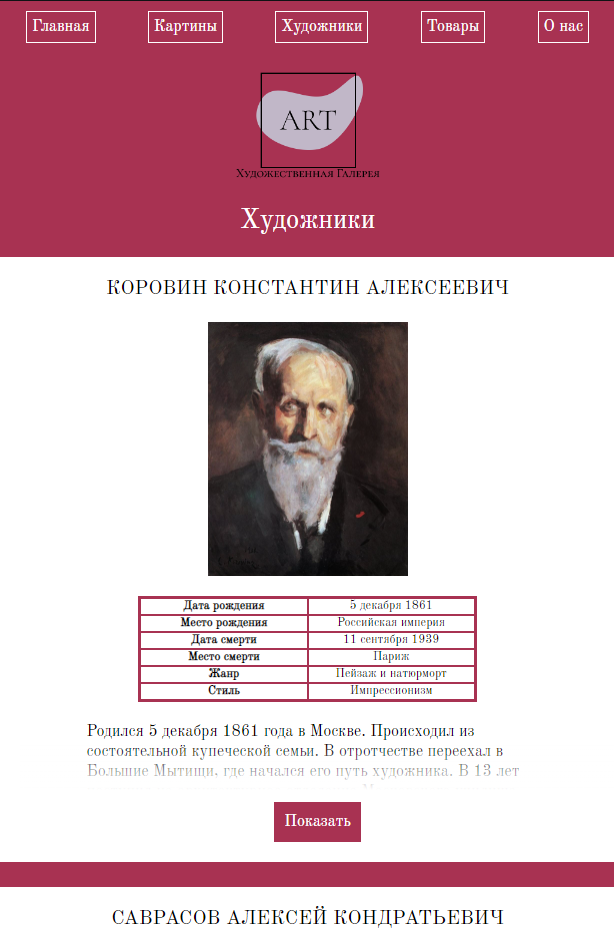 Главная Картины Художники Товары О нас
ART
Художественная Галерея
Художники
КОРОВИН КОНСТАНТИН АЛЕКСЕЕВИЧ
Дата рождения 5 декабря 1861
Место рождения Российская империя
Дата смерти 11 сентября 1939
Место смерти Париж
Жанр Пейзаж и натюрморт
Стиль Импрессионизм
Родился 5 декабря 1861 года в Москве. Происходил из
состоятельной купеческой семьи. В отротчестве переехал в
Большие Мытищи, где начался его путь художника. В 13 лет
Показать
САВРАСОВ АЛЕКСЕЙ КОНДРАТЬЕВИЧ